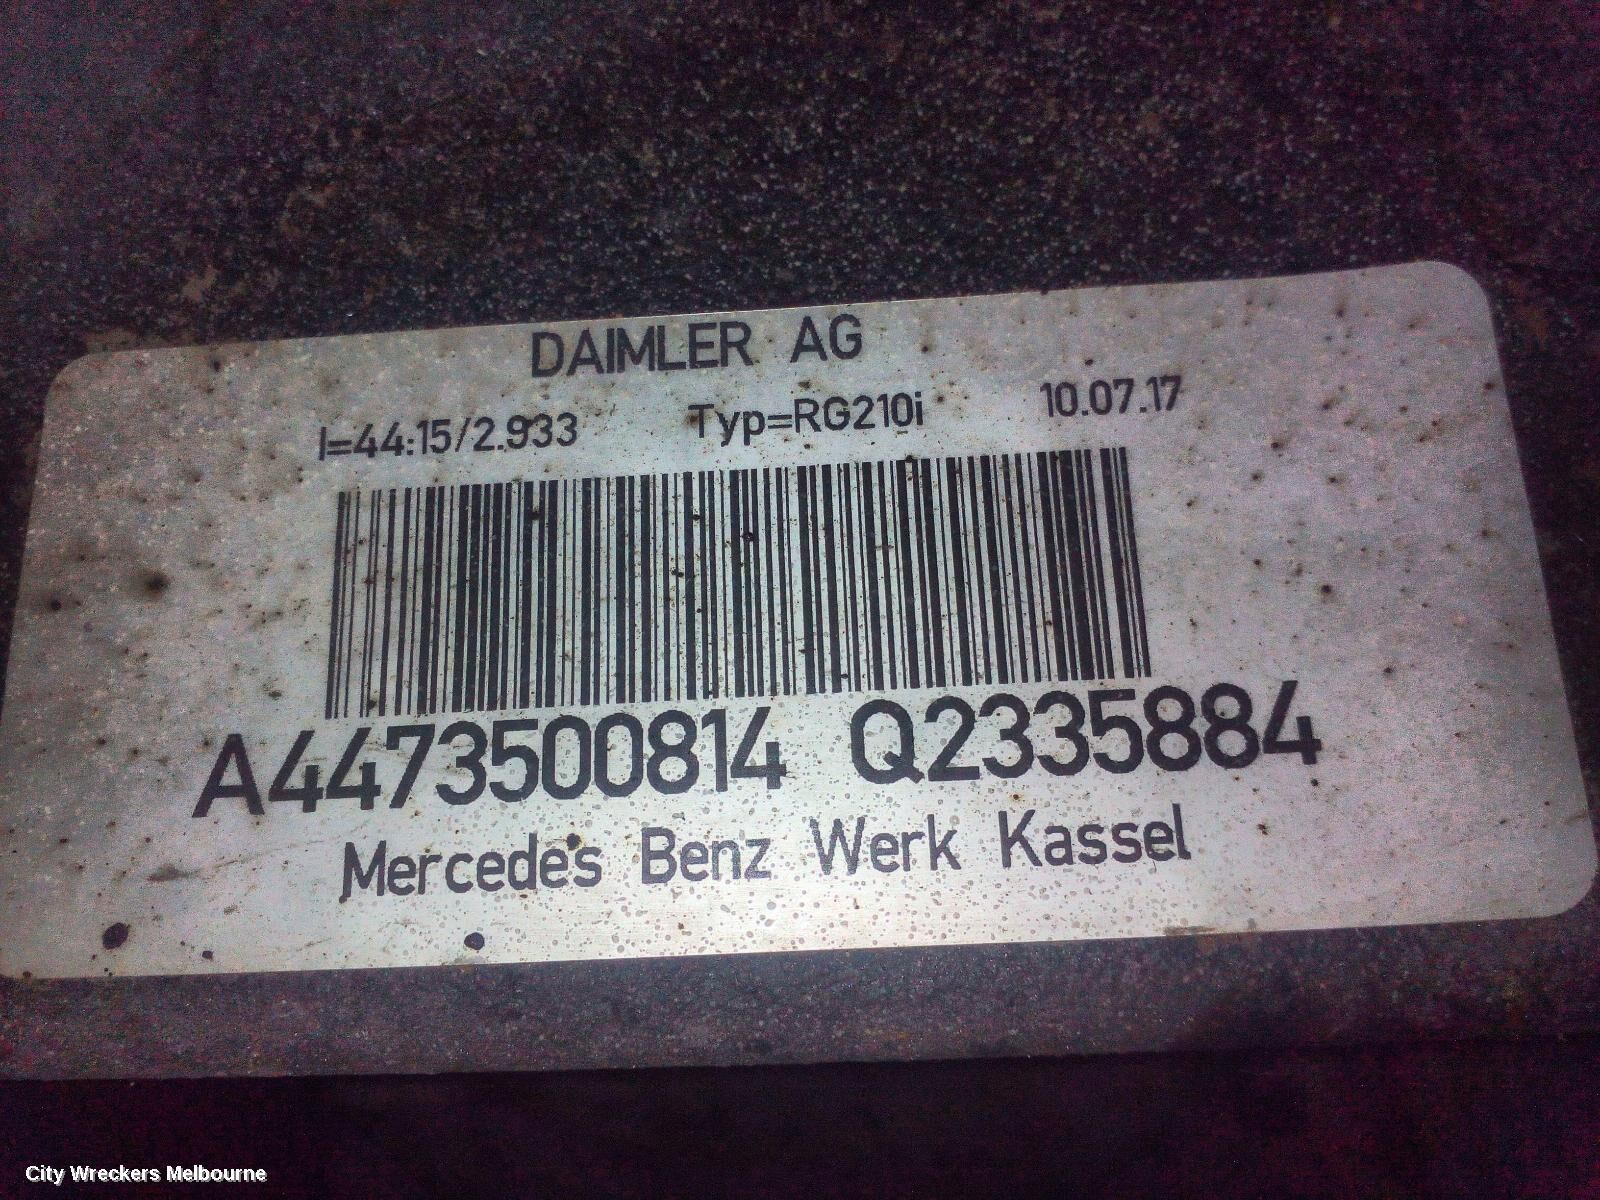 DAIMLER AG
I=44:15/2.933 Typ=RG210i 10.07.17
A4473500814 Q2335884
Mercedes Benz Werk Kassel
City Wreckers Melbourne